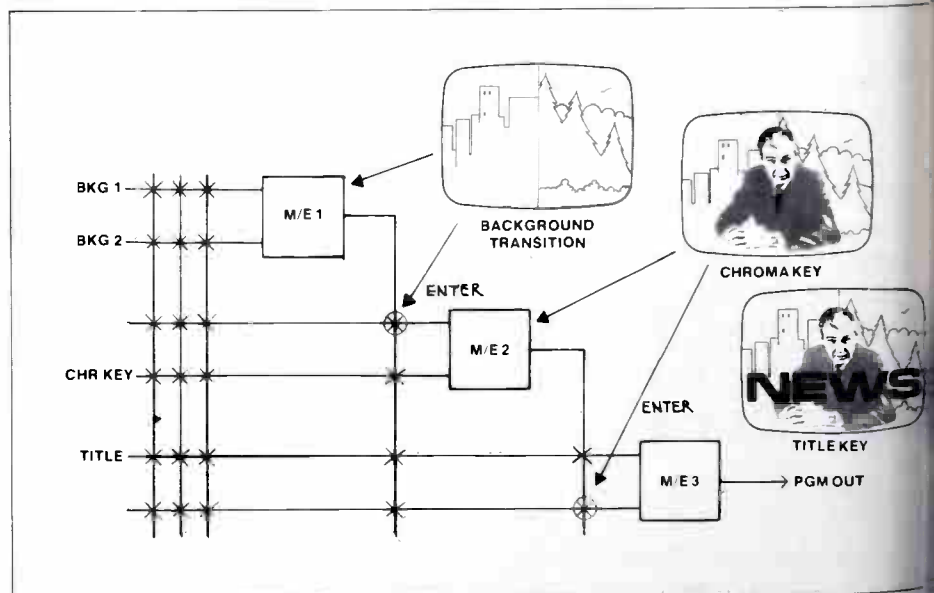 BKG 1
BKG 2
M/E 1
BACKGROUND
TRANSITION
ENTER
CHROMA KEY
CHR KEY
M/E 2
ENTER
NEWS
TITLE KEY
TITLE
M/E 3
PGM OUT